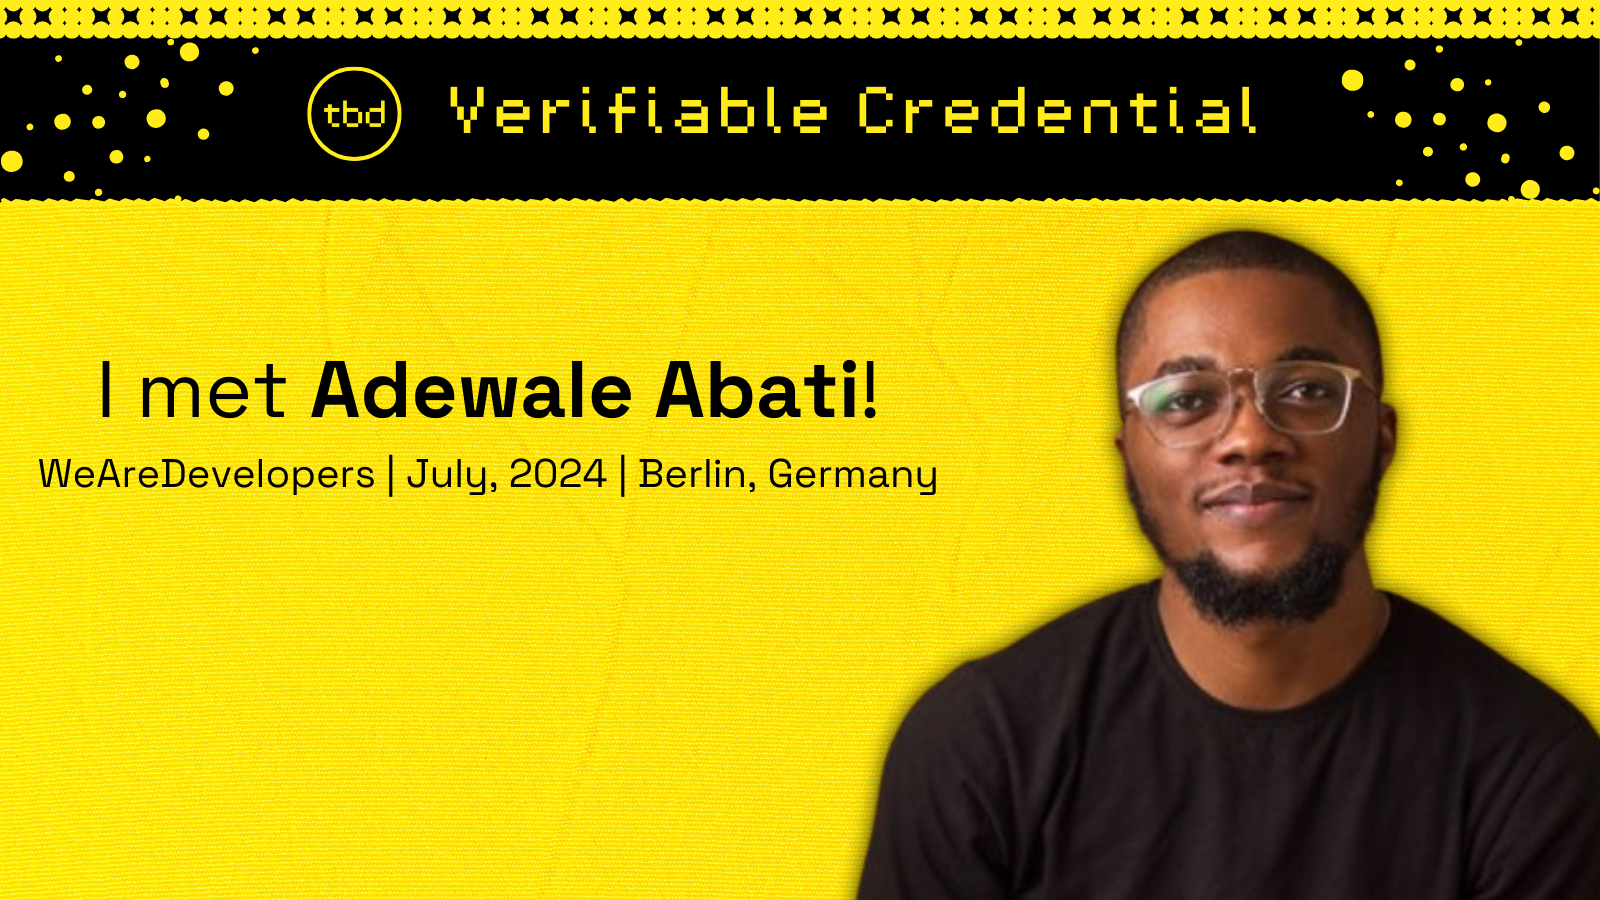 tbd Verifiable Credential
I met Adewale Abati!
WeAreDevelopers | July, 2024 | Berlin, Germany